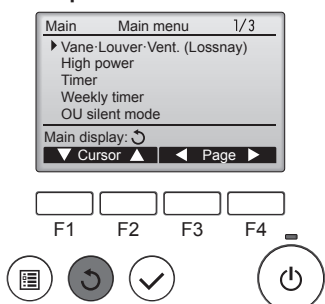 Main Main menu 1/3
Vane·Louver·Vent. (Lossnay)
High power
Timer
Weekly timer
OU silent mode
Main display:
Cursor Page
F1 F2 F3 F4